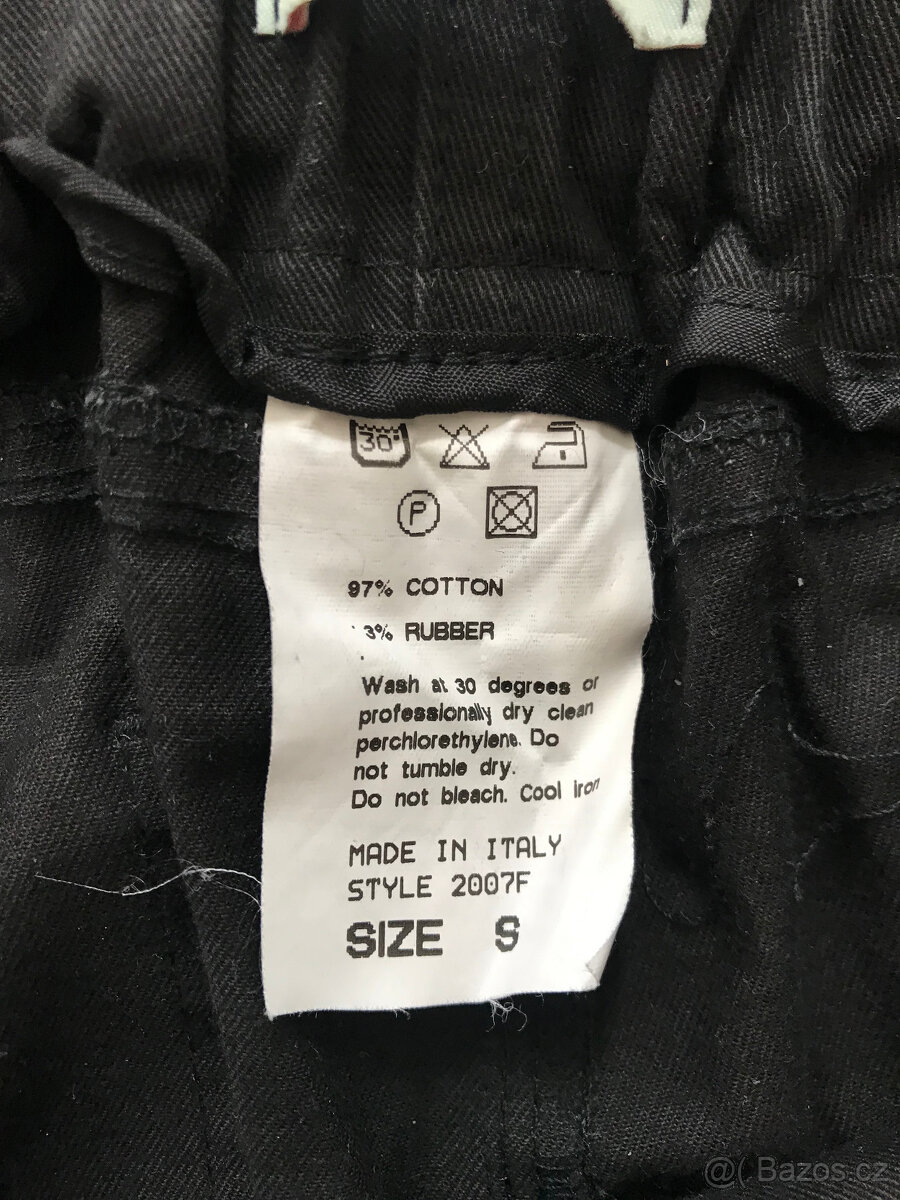 30°
P
97% COTTON
3% RUBBER
Wash at 30 degrees or
professionally dry clean
perchlorethylene. Do
not tumble dry.
Do not bleach. Cool iron
MADE IN ITALY
STYLE 2007F
SIZE S
@( Bazos.cz